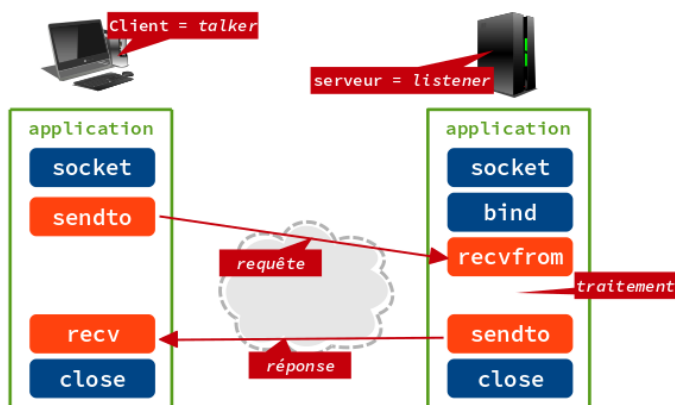 Client = talker
serveur = listener
application
socket
sendto
recv
close
requête
réponse
application
socket
bind
recvfrom
traitement
sendto
close